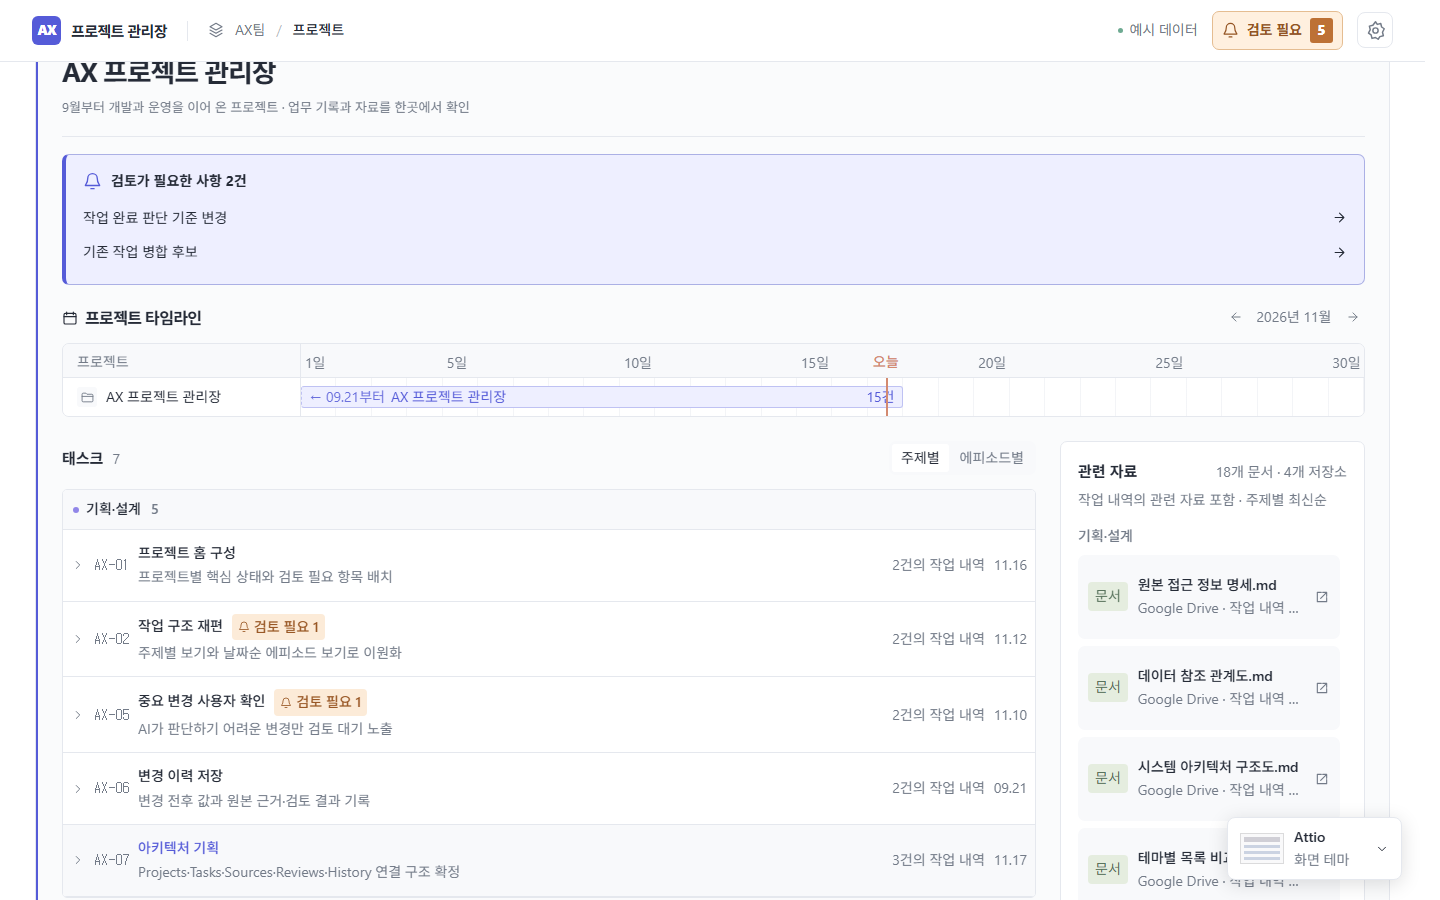 AX 프로젝트 관리장
AX팀 / 프로젝트
예시 데이터
검토 필요 5
AX 프로젝트 관리장
9월부터 개발과 운영을 이어 온 프로젝트 · 업무 기록과 자료를 한곳에서 확인
검토가 필요한 사항 2건
작업 완료 판단 기준 변경 →
기존 작업 병합 후보 →
프로젝트 타임라인
← 2026년 11월 →
프로젝트 1일 5일 10일 15일 오늘 20일 25일 30일
AX 프로젝트 관리장
← 09.21부터 AX 프로젝트 관리장 15건
태스크 7
주제별 에피소드별
기획·설계 5
AX-01 프로젝트 홈 구성
프로젝트별 핵심 상태와 검토 필요 항목 배치
2건의 작업 내역 11.16
AX-02 작업 구조 재편 검토 필요 1
주제별 보기와 날짜순 에피소드 보기로 이원화
2건의 작업 내역 11.12
AX-05 중요 변경 사용자 확인 검토 필요 1
AI가 판단하기 어려운 변경만 검토 대기 노출
2건의 작업 내역 11.10
AX-06 변경 이력 저장
변경 전후 값과 원본 근거·검토 결과 기록
2건의 작업 내역 09.21
AX-07 아키텍처 기획
Projects·Tasks·Sources·Reviews·History 연결 구조 확정
3건의 작업 내역 11.17
관련 자료 18개 문서 · 4개 저장소
작업 내역의 관련 자료 포함 · 주제별 최신순
기획·설계
문서 원본 접근 정보 명세.md
Google Drive · 작업 내역 ...
문서 데이터 참조 관계도.md
Google Drive · 작업 내역 ...
문서 시스템 아키텍처 구조도.md
Google Drive · 작업 내역 ...
문서 테마별 목록
Google Drive · 작업 내역 ...
Attio
화면 테마